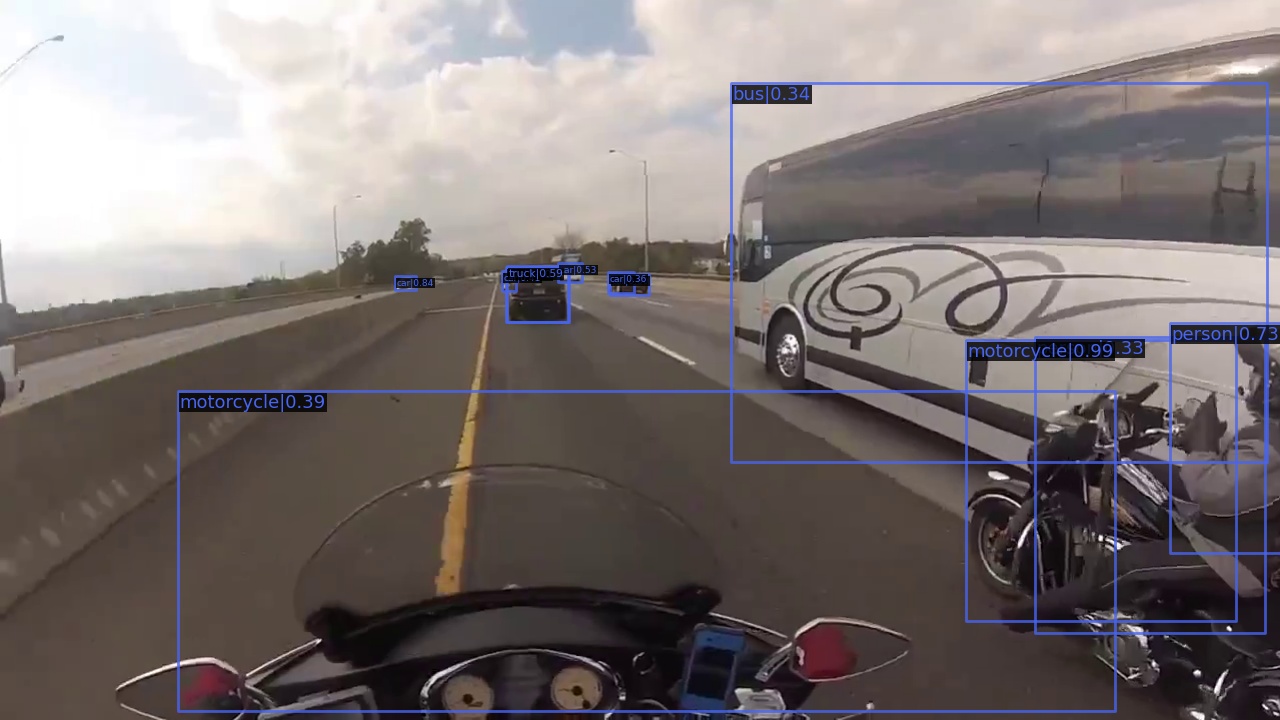 bus|0.34
car|0.84
truck|0.59
ar|0.53
car|0.36
person|0.73
motorcycle|0.99
.33
motorcycle|0.39